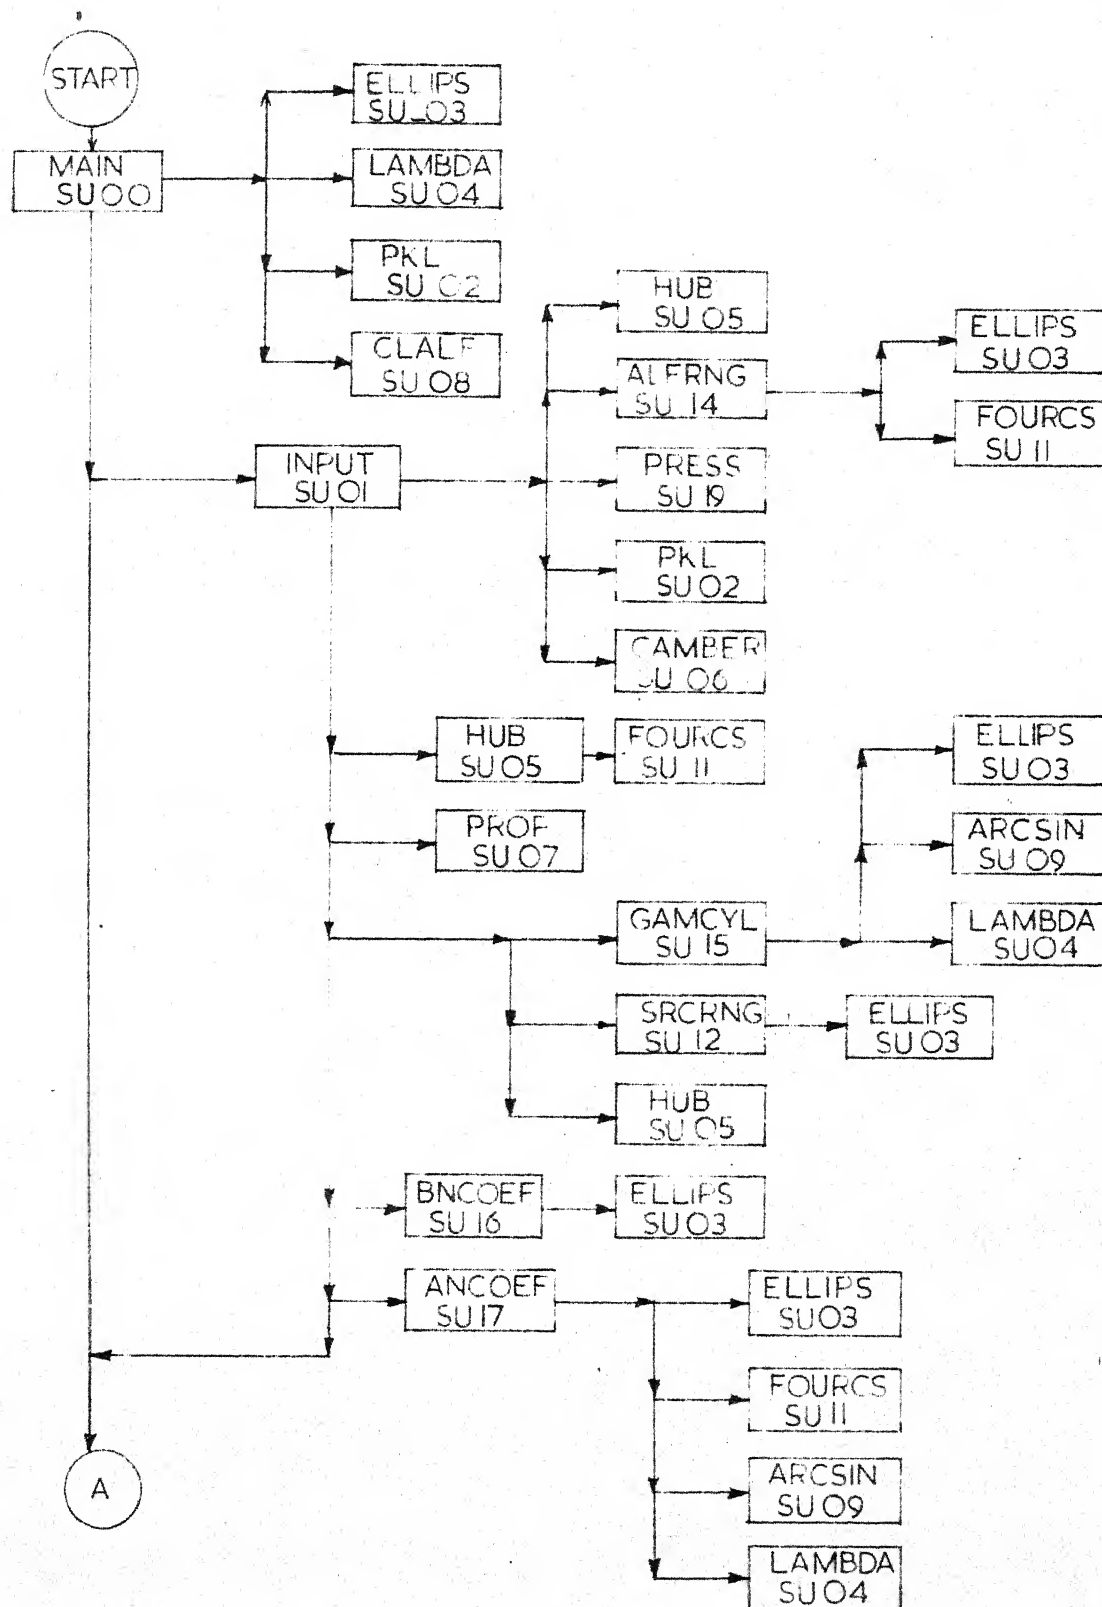 START
ELLIPS
SU 03
MAIN
SU 00
LAMBDA
SU 04
PKL
SU 02
CLALF
SU 08
HUB
SU 05
ALFRNG
SU 14
ELLIPS
SU 03
FOURCS
SU 11
INPUT
SU 01
PRESS
SU 19
PKL
SU 02
CAMBER
SU 06
HUB
SU 05
FOURCS
SU 11
ELLIPS
SU 03
PROF
SU 07
ARCSIN
SU 09
GAMCYL
SU 15
LAMBDA
SU 04
SRCRNG
SU 12
ELLIPS
SU 03
HUB
SU 05
BNCOEF
SU 16
ELLIPS
SU 03
ANCOEF
SU 17
ELLIPS
SU 03
FOURCS
SU 11
A
ARCSIN
SU 09
LAMBDA
SU 04